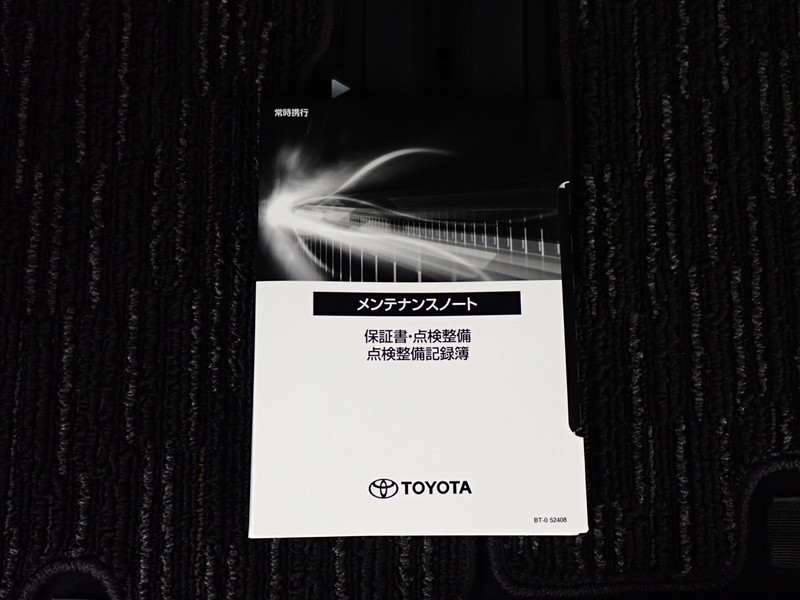 常時携行
メンテナンスノート
保証書・点検整備
点検整備記録簿
TOYOTA
BT-0 52408